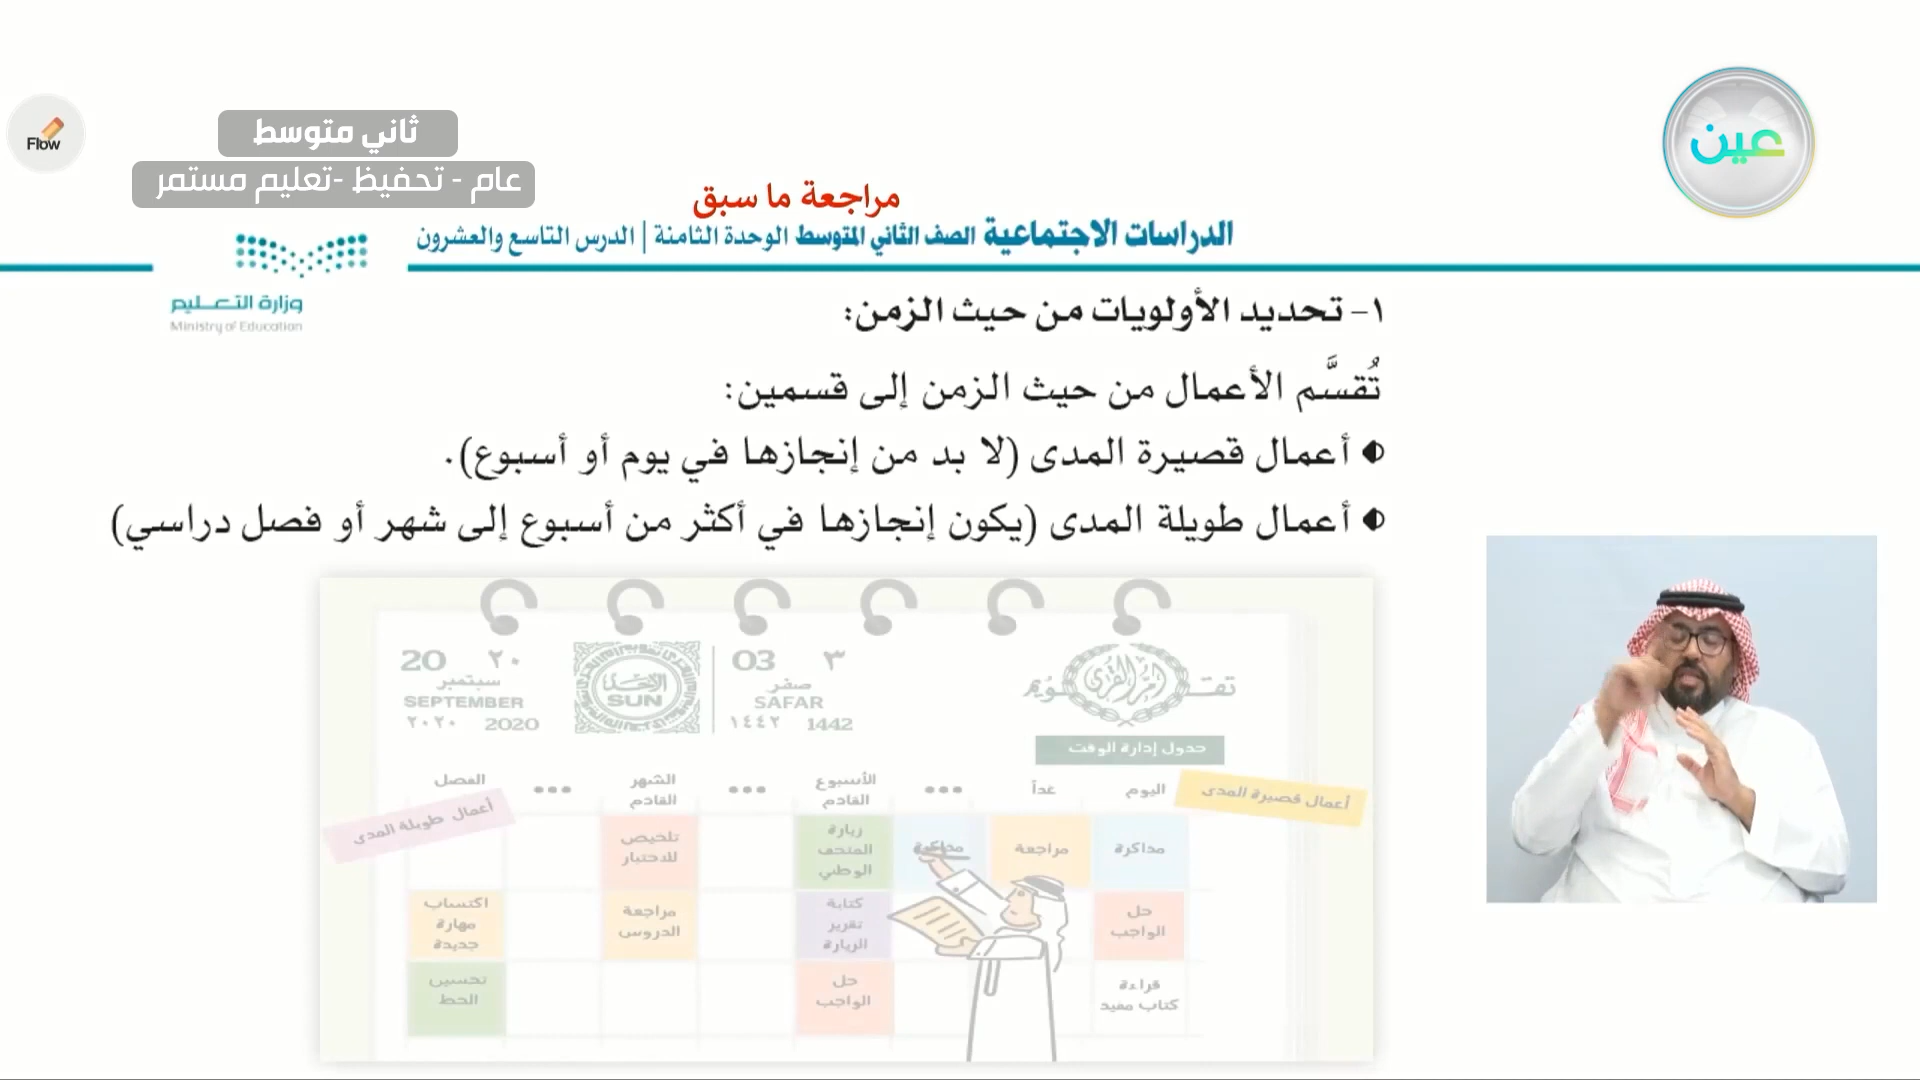 عين
Flow
ثاني متوسط
عام - تحفيظ -تعليم مستمر
مراجعة ما سبق
الدراسات الاجتماعية الصف الثاني المتوسط الوحدة الثامنة | الدرس التاسع والعشرون
وزارة التعـــليم
Ministry of Education
١- تحديد الأولويات من حيث الزمن:
تُقسَّم الأعمال من حيث الزمن إلى قسمين:
أعمال قصيرة المدى (لا بد من إنجازها في يوم أو أسبوع).
أعمال طويلة المدى (يكون إنجازها في أكثر من أسبوع إلى شهر أو فصل دراسي)
تقـــويم أم القرى
٣ 03
صفر
SAFAR
١٤٤٢ 1442
الأحد
SUN
٢٠ 20
سبتمبر
SEPTEMBER
٢٠٢٠ 2020
جدول إدارة الوقت
أعمال قصيرة المدى
اليوم
غداً
•••
الأسبوع القادم
•••
الشهر القادم
•••
الفصل
أعمال طويلة المدى
مذاكرة
مراجعة
مذاكرة
زيارة المتحف الوطني
تلخيص للاختبار
حل الواجب
كتابة تقرير الزيارة
مراجعة الدروس
اكتساب مهارة جديدة
قراءة كتاب مفيد
حل الواجب
تحسين الخط